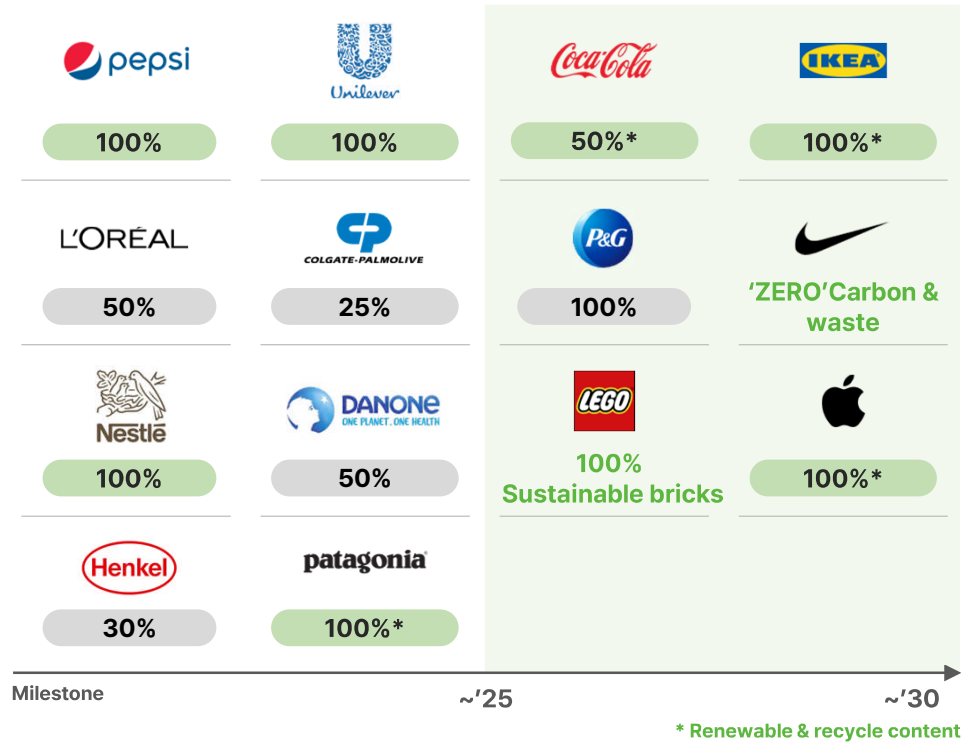 pepsi
Unilever
Coca-Cola
IKEA
100%
100%
50%*
100%*
L'ORÉAL
COLGATE-PALMOLIVE
P&G
50%
25%
100%
‘ZERO’Carbon &
waste
Nestlé
DANONE
ONE PLANET. ONE HEALTH
LEGO
100%
50%
100%
Sustainable bricks
100%*
Henkel
patagonia
30%
100%*
Milestone
~’25
~’30
* Renewable & recycle content